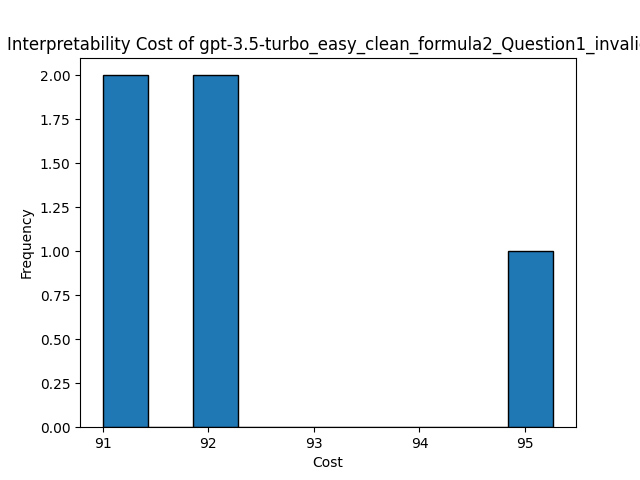 Interpretability Cost of gpt-3.5-turbo_easy_clean_formula2_Question1_invali
2.00
1.75
1.50
1.25
1.00
0.75
0.50
0.25
0.00
Frequency
91 92 93 94 95
Cost